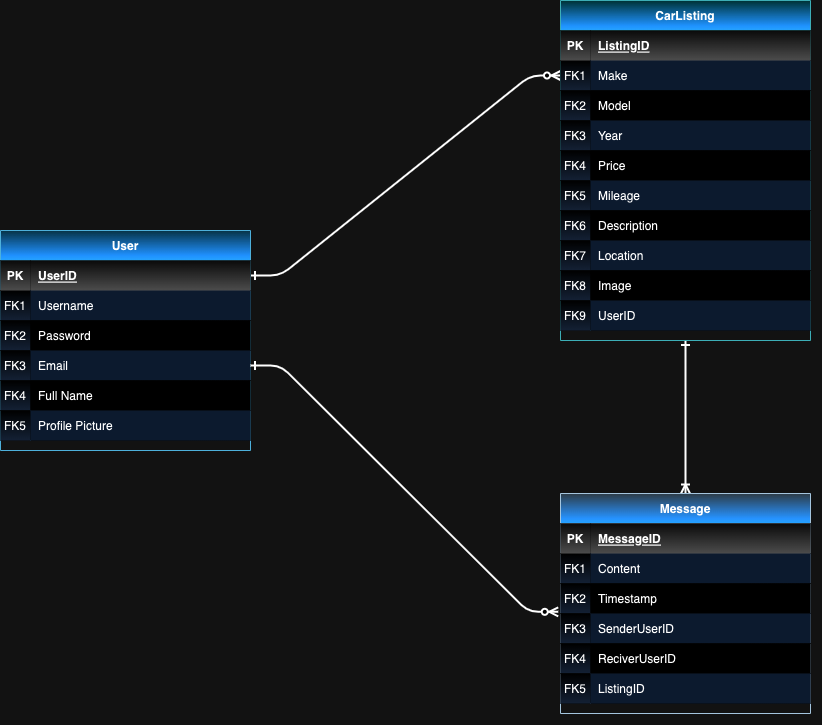 CarListing
PK ListingID
FK1 Make
FK2 Model
FK3 Year
FK4 Price
FK5 Mileage
FK6 Description
FK7 Location
FK8 Image
FK9 UserID
User
PK UserID
FK1 Username
FK2 Password
FK3 Email
FK4 Full Name
FK5 Profile Picture
Message
PK MessageID
FK1 Content
FK2 Timestamp
FK3 SenderUserID
FK4 ReciverUserID
FK5 ListingID